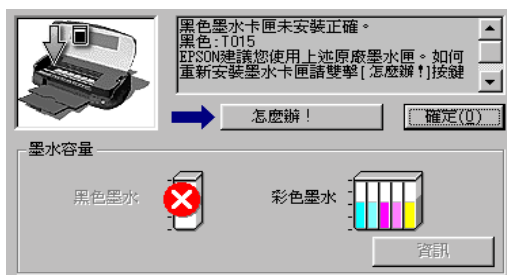 黑色墨水卡匣未安裝正確。
黑色:T015
EPSON建議您使用上述原廠墨水匣。如何
重新安裝墨水卡匣請雙擊[怎麼辦!]按鍵
怎麼辦!
確定(O)
墨水容量
黑色墨水
彩色墨水
資訊